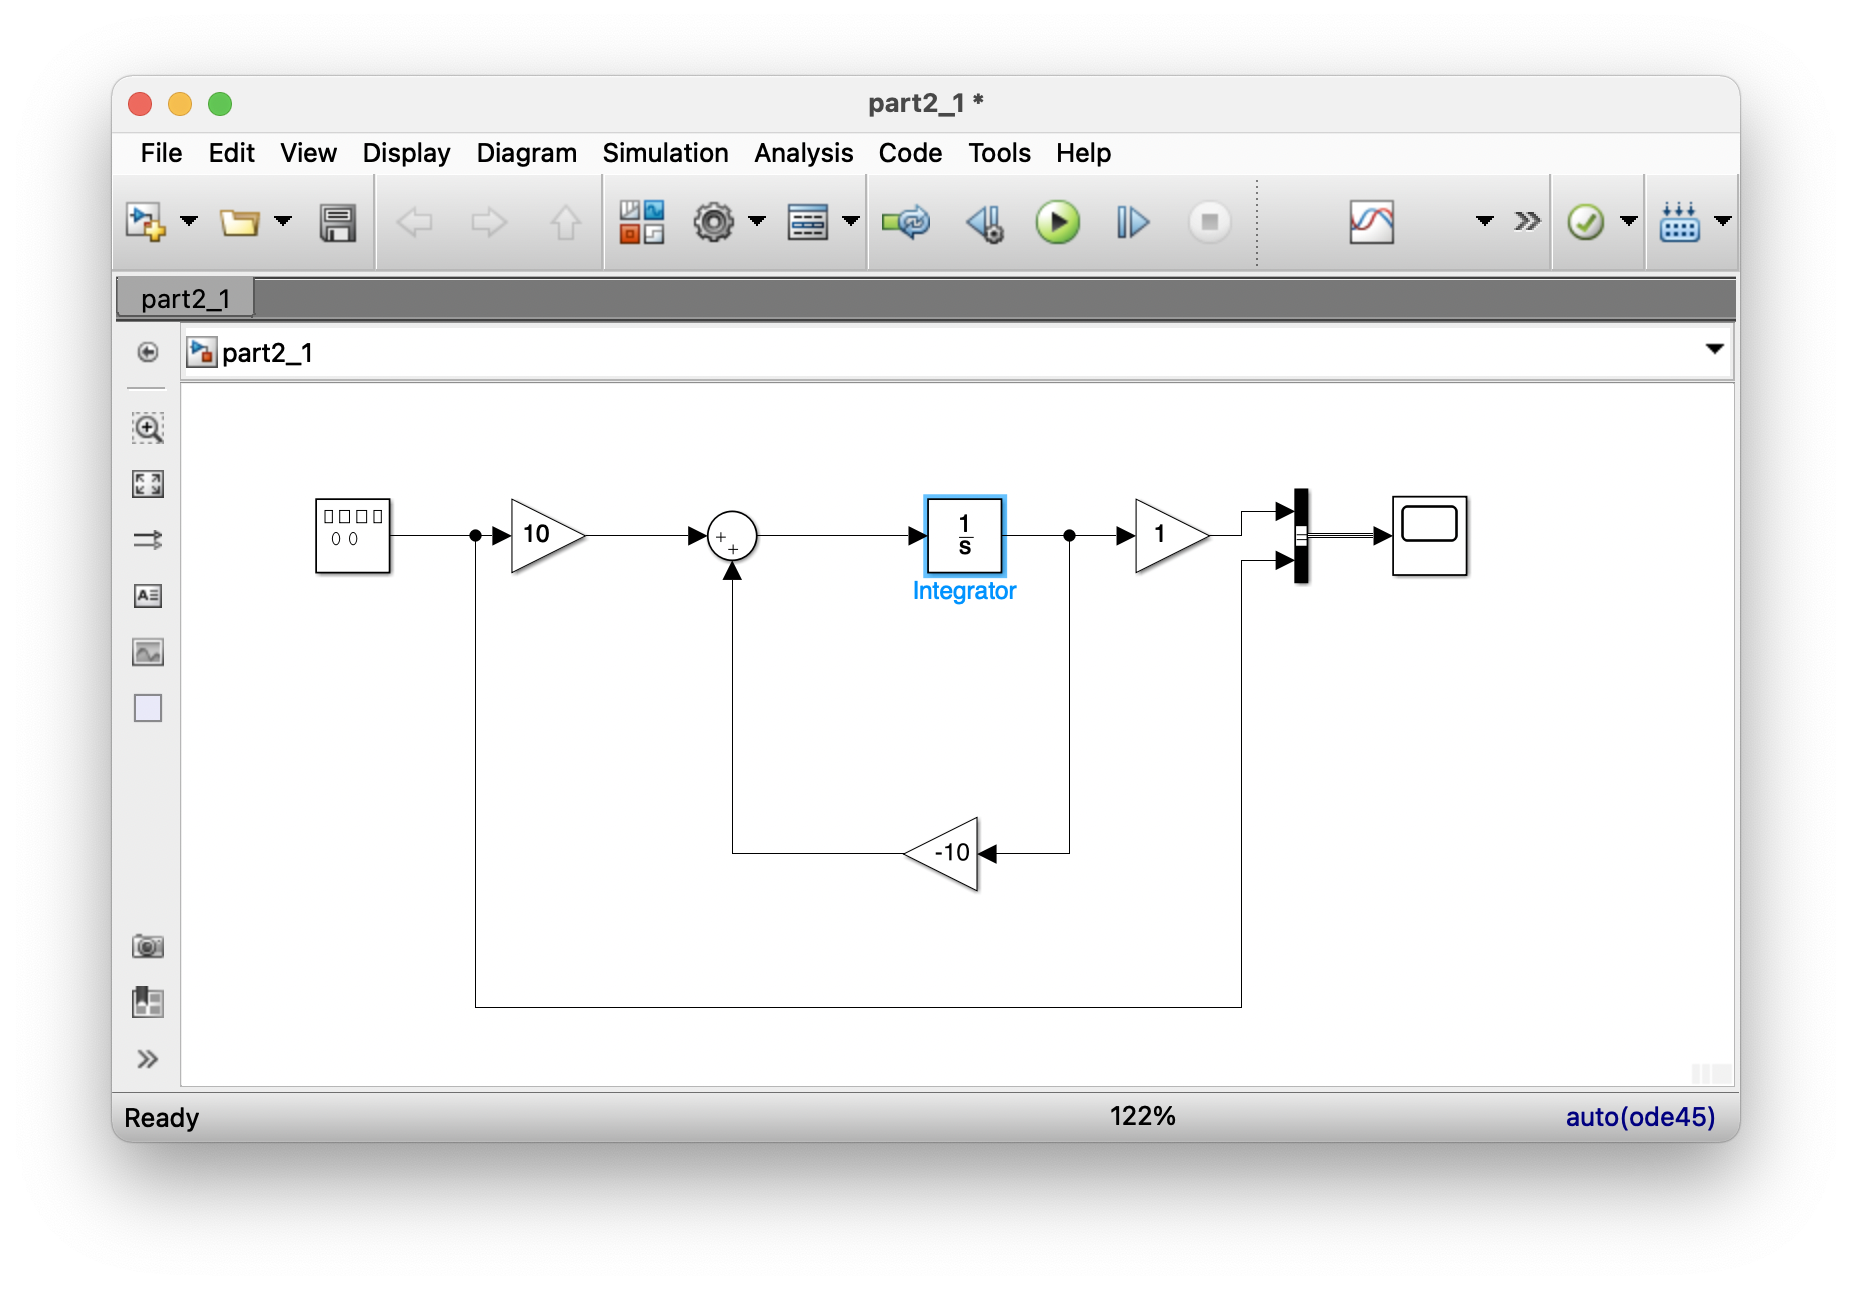 part2_1 *
File Edit View Display Diagram Simulation Analysis Code Tools Help
part2_1
part2_1
10
+
+
1
s
Integrator
1
-10
Ready 122% auto(ode45)